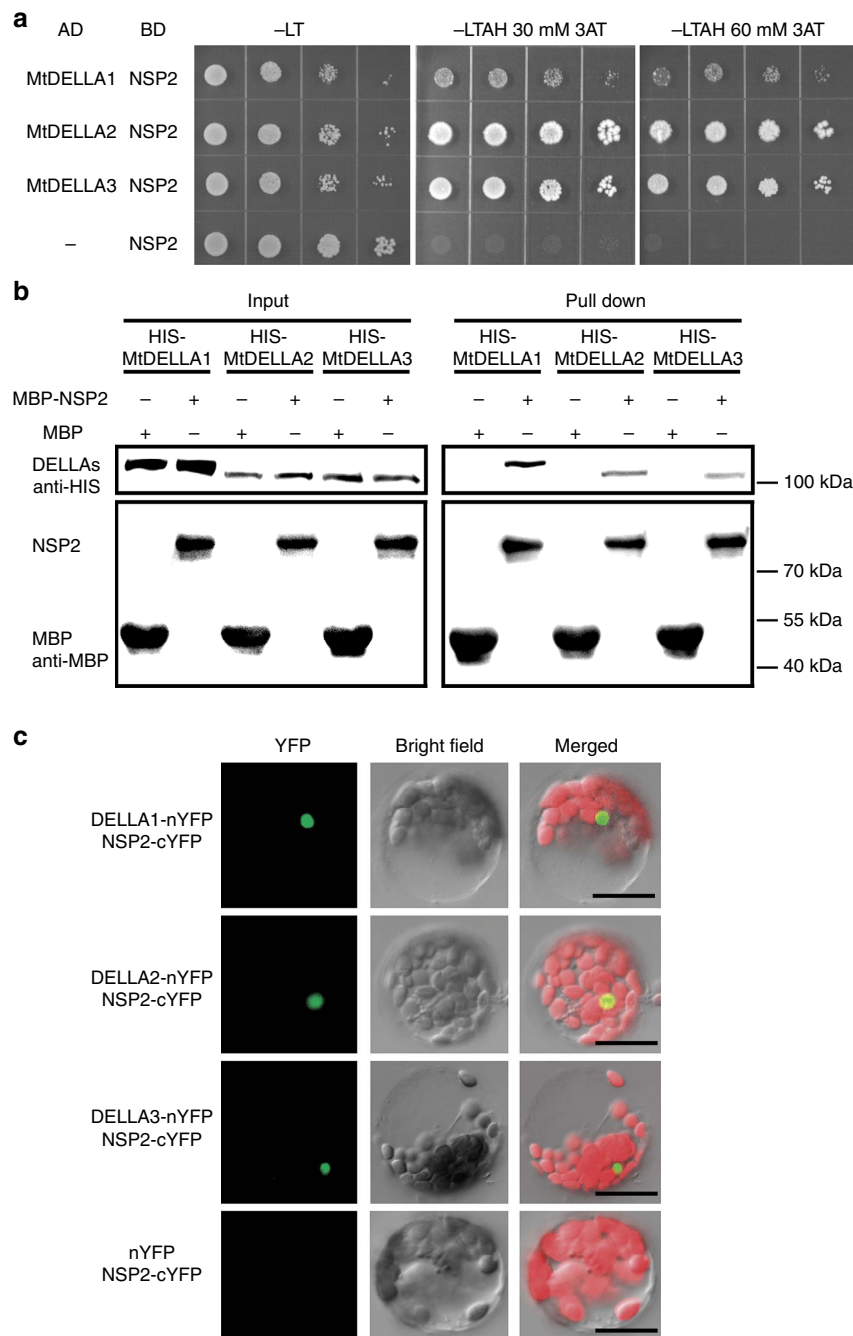 a
AD BD –LT –LTAH 30 mM 3AT –LTAH 60 mM 3AT
MtDELLA1 NSP2
MtDELLA2 NSP2
MtDELLA3 NSP2
– NSP2
b
Input Pull down
HIS-MtDELLA1 HIS-MtDELLA2 HIS-MtDELLA3 HIS-MtDELLA1 HIS-MtDELLA2 HIS-MtDELLA3
MBP-NSP2 – + – + – + – + – + – +
MBP + – + – + – + – + – + –
DELLAs
anti-HIS
– 100 kDa
NSP2
– 70 kDa
– 55 kDa
MBP
anti-MBP
– 40 kDa
c
YFP Bright field Merged
DELLA1-nYFP
NSP2-cYFP
DELLA2-nYFP
NSP2-cYFP
DELLA3-nYFP
NSP2-cYFP
nYFP
NSP2-cYFP